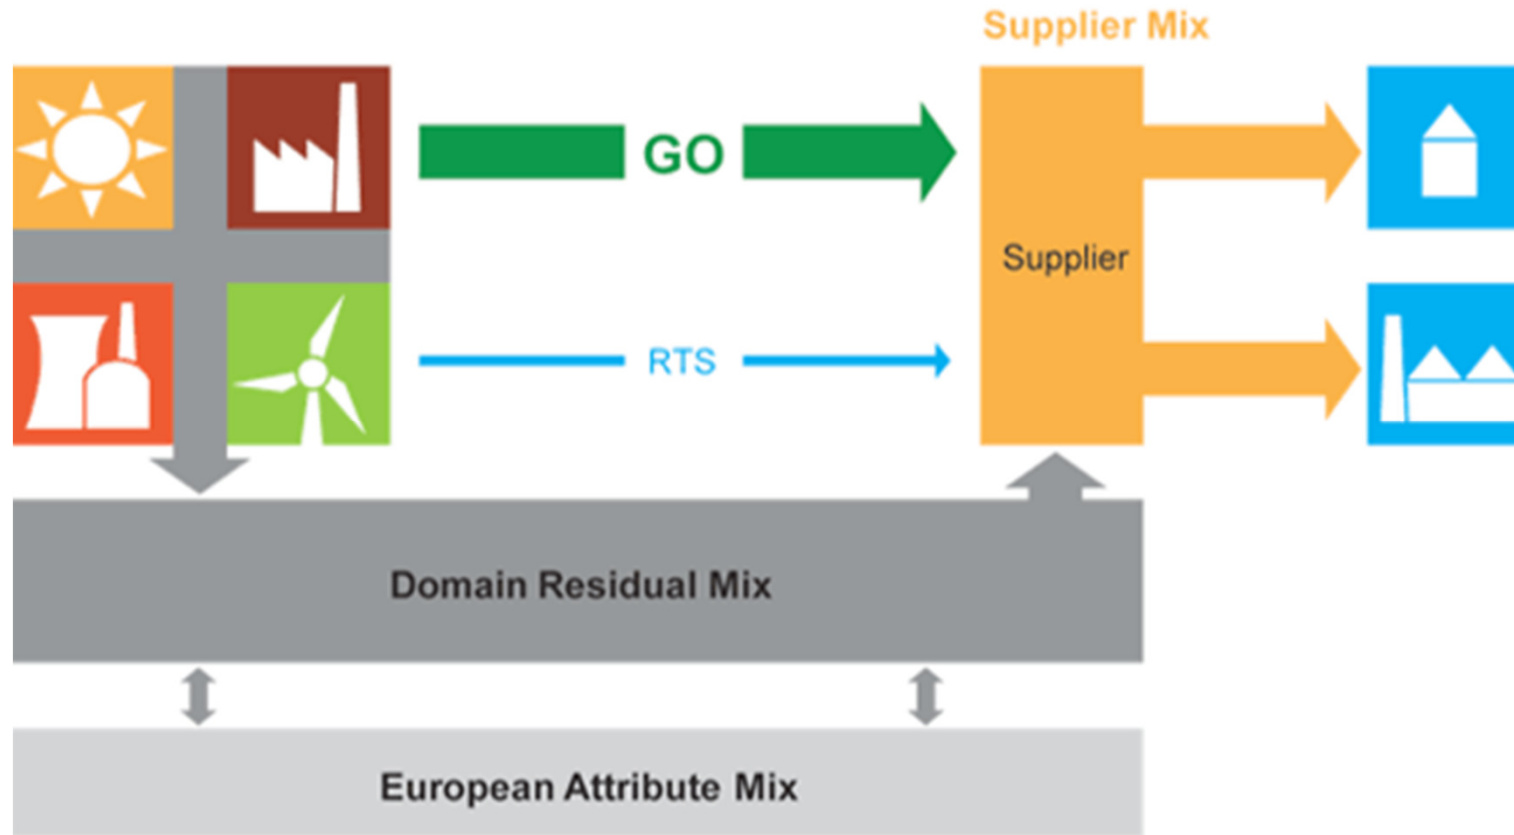 Supplier Mix
GO
Supplier
RTS
Domain Residual Mix
European Attribute Mix